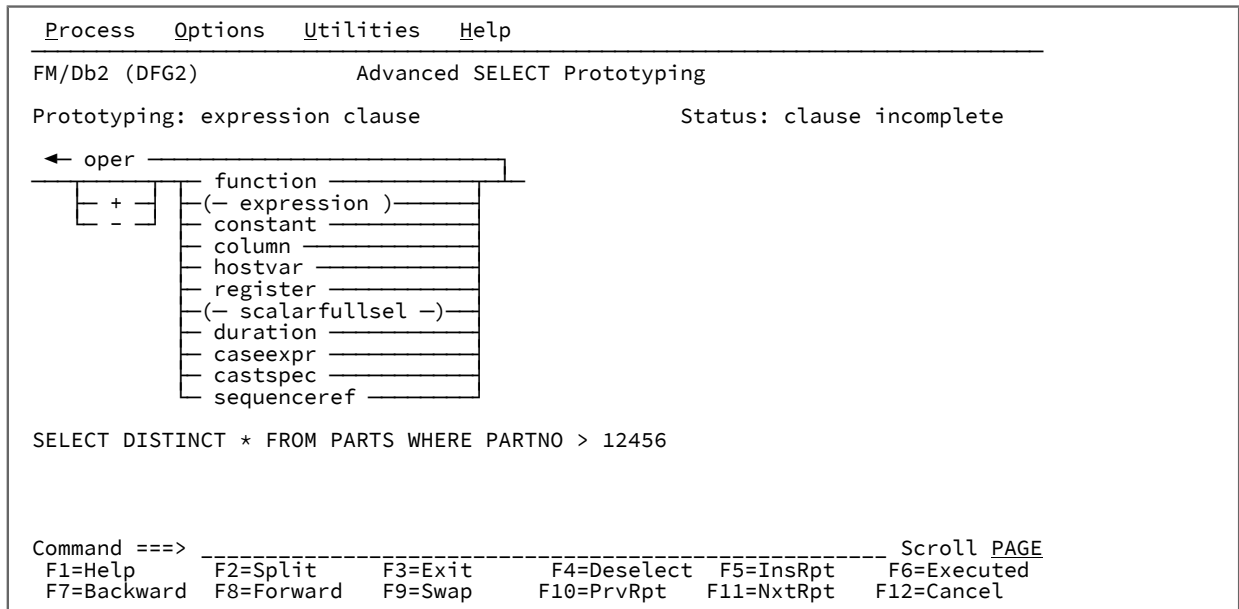 Process Options Utilities Help
FM/Db2 (DFG2) Advanced SELECT Prototyping
Prototyping: expression clause Status: clause incomplete
oper
function
+ (— expression )
- constant
column
hostvar
register
(— scalarfullsel —)
duration
caseexpr
castspec
sequenceref
SELECT DISTINCT * FROM PARTS WHERE PARTNO > 12456
Command ===> _____________________________________________________ Scroll PAGE
F1=Help F2=Split F3=Exit F4=Deselect F5=InsRpt F6=Executed
F7=Backward F8=Forward F9=Swap F10=PrvRpt F11=NxtRpt F12=Cancel